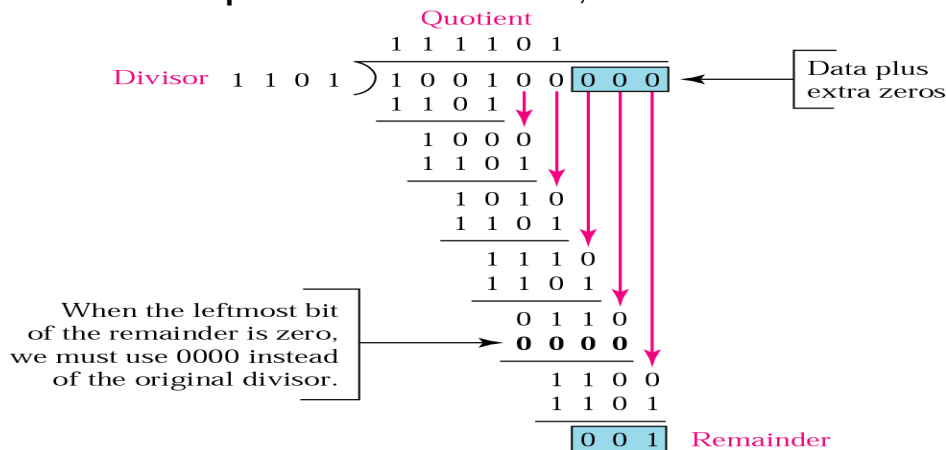 Quotient
1 1 1 1 0 1
Divisor 1 1 0 1 1 0 0 1 0 0 0 0 0
Data plus
extra zeros
1 1 0 1
1 0 0 0
1 1 0 1
1 0 1 0
1 1 0 1
1 1 1 0
1 1 0 1
When the leftmost bit
of the remainder is zero,
we must use 0000 instead
of the original divisor.
0 1 1 0
0 0 0 0
1 1 0 0
1 1 0 1
0 0 1 Remainder